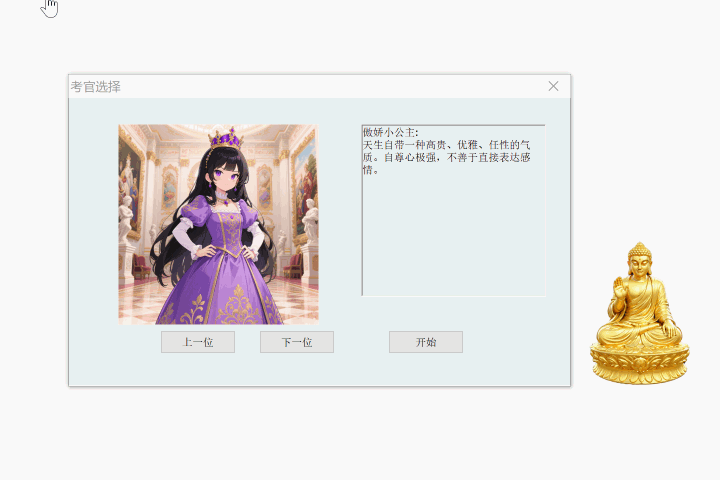 考官选择
傲娇小公主:
天生自带一种高贵、优雅、任性的气
质。自尊心极强，不善于直接表达感
情。
上一位
下一位
开始